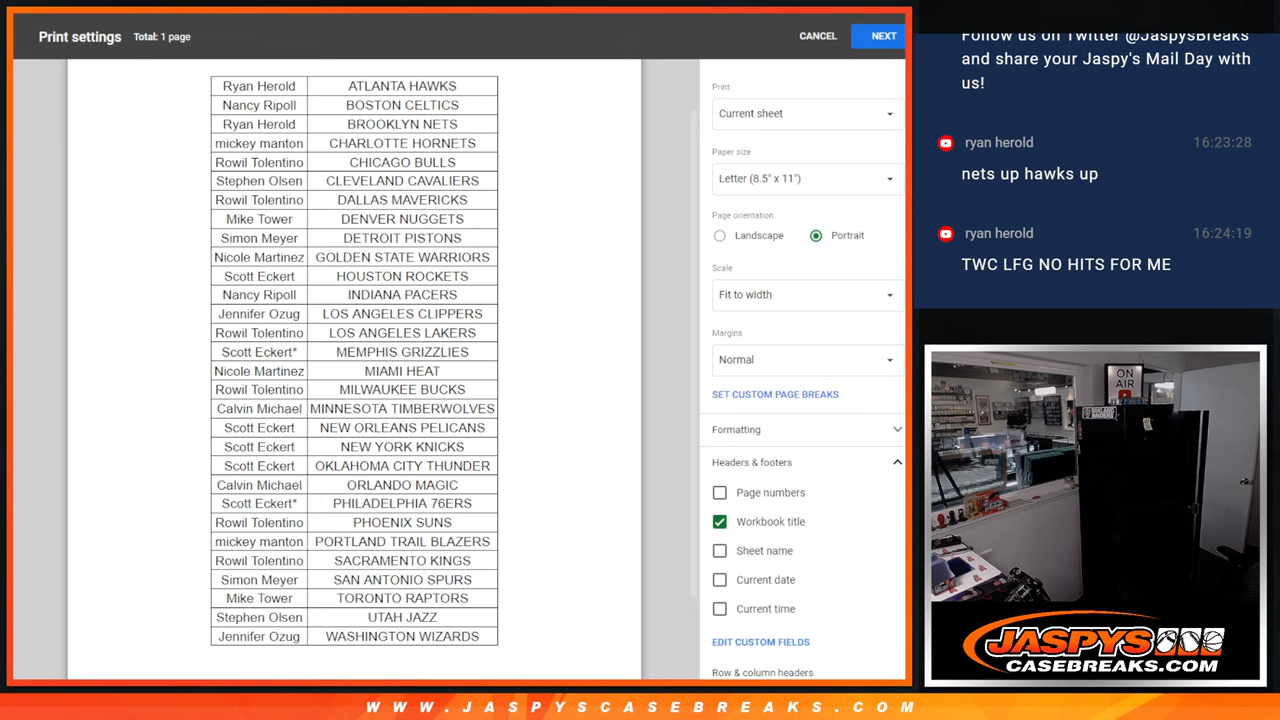 Print settings Total: 1 page CANCEL NEXT
Ryan Herold ATLANTA HAWKS
Nancy Ripoll BOSTON CELTICS
Ryan Herold BROOKLYN NETS
mickey manton CHARLOTTE HORNETS
Rowil Tolentino CHICAGO BULLS
Stephen Olsen CLEVELAND CAVALIERS
Rowil Tolentino DALLAS MAVERICKS
Mike Tower DENVER NUGGETS
Simon Meyer DETROIT PISTONS
Nicole Martinez GOLDEN STATE WARRIORS
Scott Eckert HOUSTON ROCKETS
Nancy Ripoll INDIANA PACERS
Jennifer Ozug LOS ANGELES CLIPPERS
Rowil Tolentino LOS ANGELES LAKERS
Scott Eckert* MEMPHIS GRIZZLIES
Nicole Martinez MIAMI HEAT
Rowil Tolentino MILWAUKEE BUCKS
Calvin Michael MINNESOTA TIMBERWOLVES
Scott Eckert NEW ORLEANS PELICANS
Scott Eckert NEW YORK KNICKS
Scott Eckert OKLAHOMA CITY THUNDER
Calvin Michael ORLANDO MAGIC
Scott Eckert* PHILADELPHIA 76ERS
Rowil Tolentino PHOENIX SUNS
mickey manton PORTLAND TRAIL BLAZERS
Rowil Tolentino SACRAMENTO KINGS
Simon Meyer SAN ANTONIO SPURS
Mike Tower TORONTO RAPTORS
Stephen Olsen UTAH JAZZ
Jennifer Ozug WASHINGTON WIZARDS
Print
Current sheet
Paper size
Letter (8.5" x 11")
Page orientation
Landscape Portrait
Scale
Fit to width
Margins
Normal
SET CUSTOM PAGE BREAKS
Formatting
Headers & footers
Page numbers
Workbook title
Sheet name
Current date
Current time
EDIT CUSTOM FIELDS
Row & column headers
Follow us on Twitter @JaspysBreaks
and share your Jaspy's Mail Day with
us!
ryan herold 16:23:28
nets up hawks up
ryan herold 16:24:19
TWC LFG NO HITS FOR ME
ON
AIR
JASPYS
CASEBREAKS.COM
WWW.JASPYSCASEBREAKS.COM